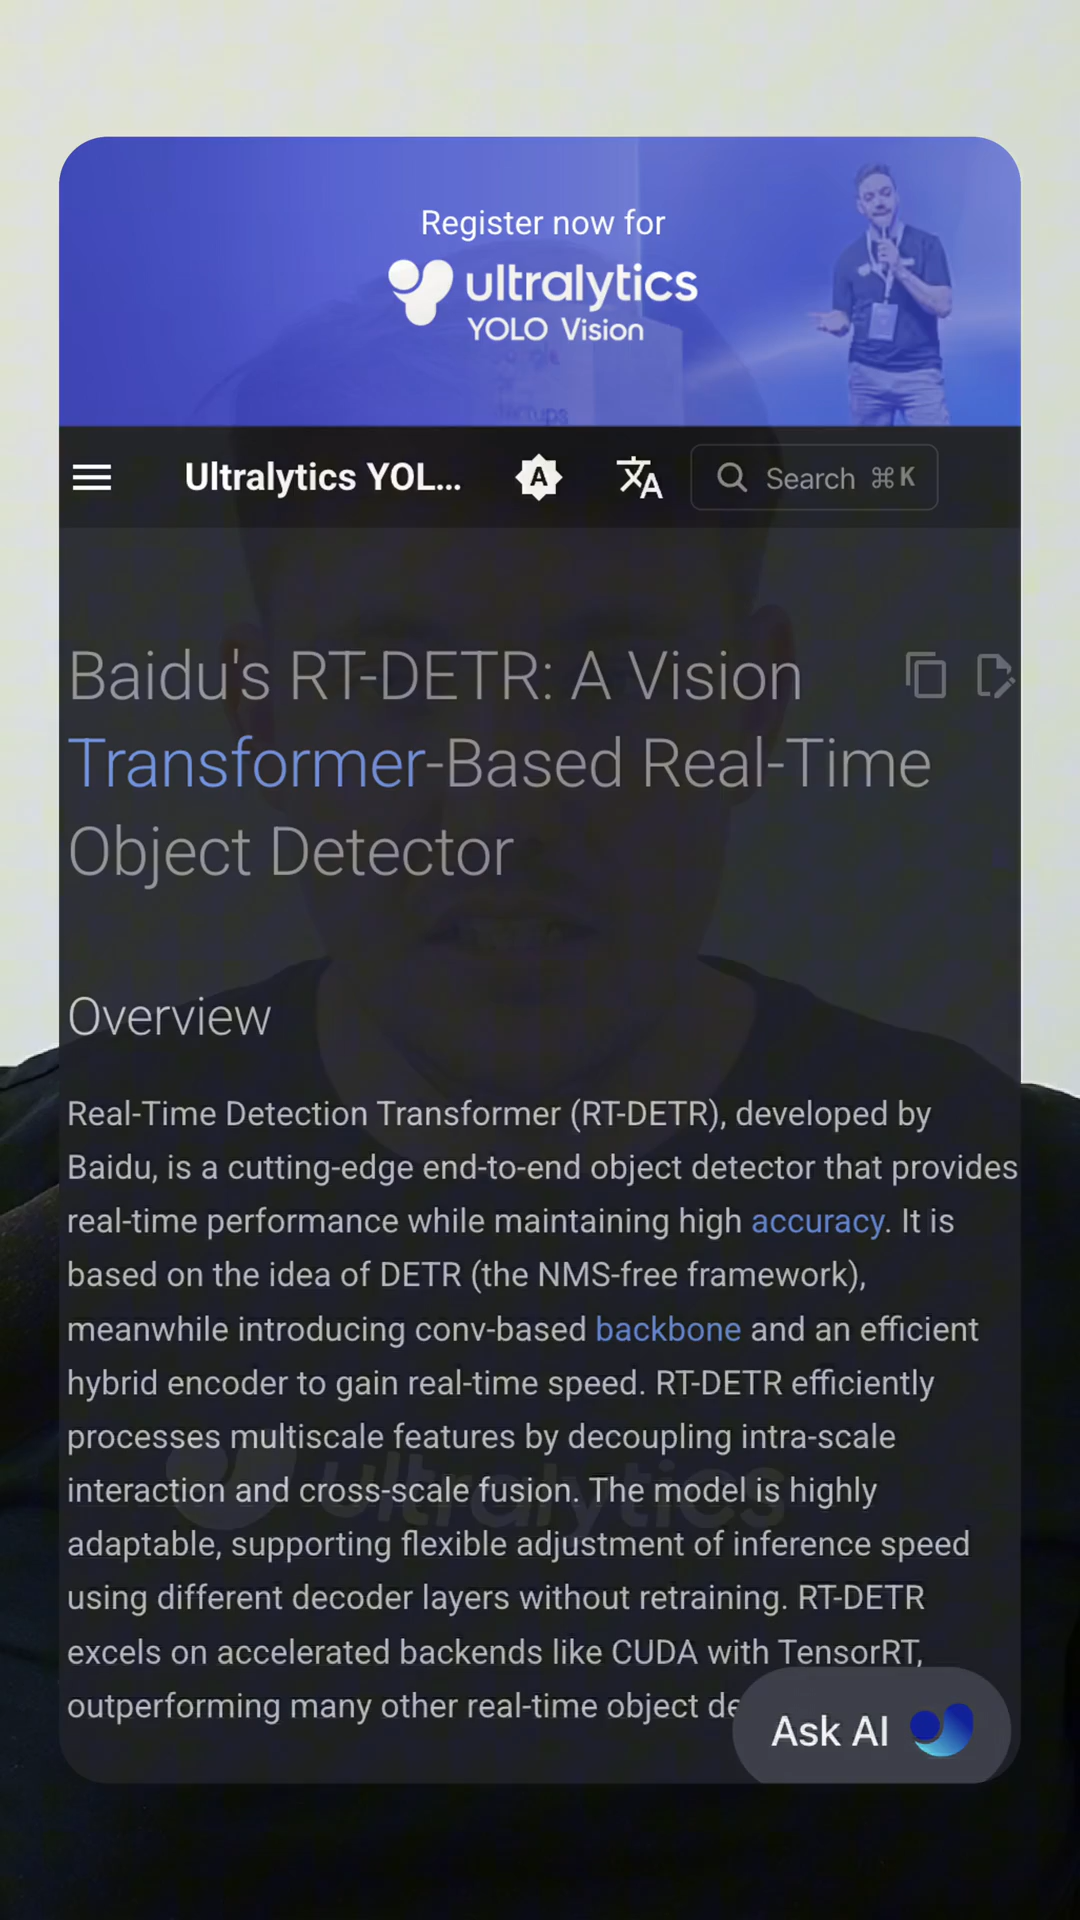 Register now for
ultralytics
YOLO Vision
Ultralytics YOL...
A
Search ⌘K
Baidu's RT-DETR: A Vision
Transformer-Based Real-Time
Object Detector
Overview
Real-Time Detection Transformer (RT-DETR), developed by
Baidu, is a cutting-edge end-to-end object detector that provides
real-time performance while maintaining high accuracy. It is
based on the idea of DETR (the NMS-free framework),
meanwhile introducing conv-based backbone and an efficient
hybrid encoder to gain real-time speed. RT-DETR efficiently
processes multiscale features by decoupling intra-scale
interaction and cross-scale fusion. The model is highly
ultralytics
adaptable, supporting flexible adjustment of inference speed
using different decoder layers without retraining. RT-DETR
excels on accelerated backends like CUDA with TensorRT,
outperforming many other real-time object de
Ask AI